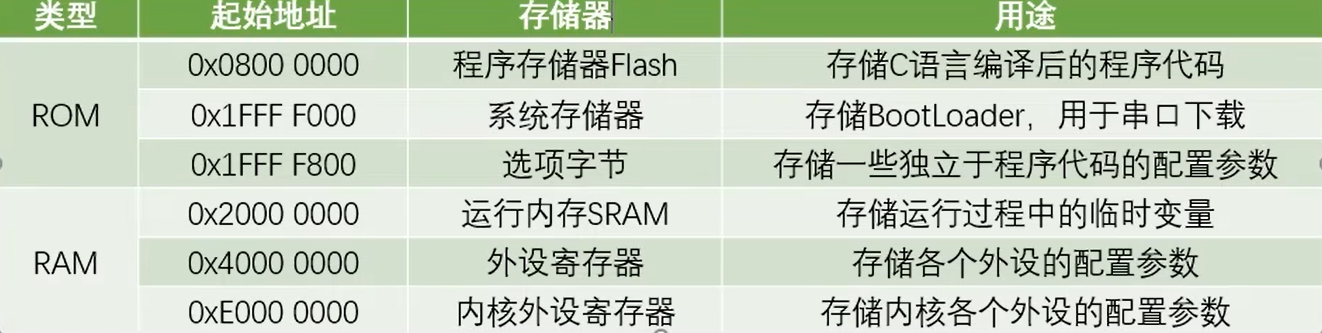 类型 起始地址 存储器 用途
ROM 0x0800 0000 程序存储器Flash 存储C语言编译后的程序代码
0x1FFF F000 系统存储器 存储BootLoader，用于串口下载
0x1FFF F800 选项字节 存储一些独立于程序代码的配置参数
RAM 0x2000 0000 运行内存SRAM 存储运行过程中的临时变量
0x4000 0000 外设寄存器 存储各个外设的配置参数
0xE000 0000 内核外设寄存器 存储内核各个外设的配置参数